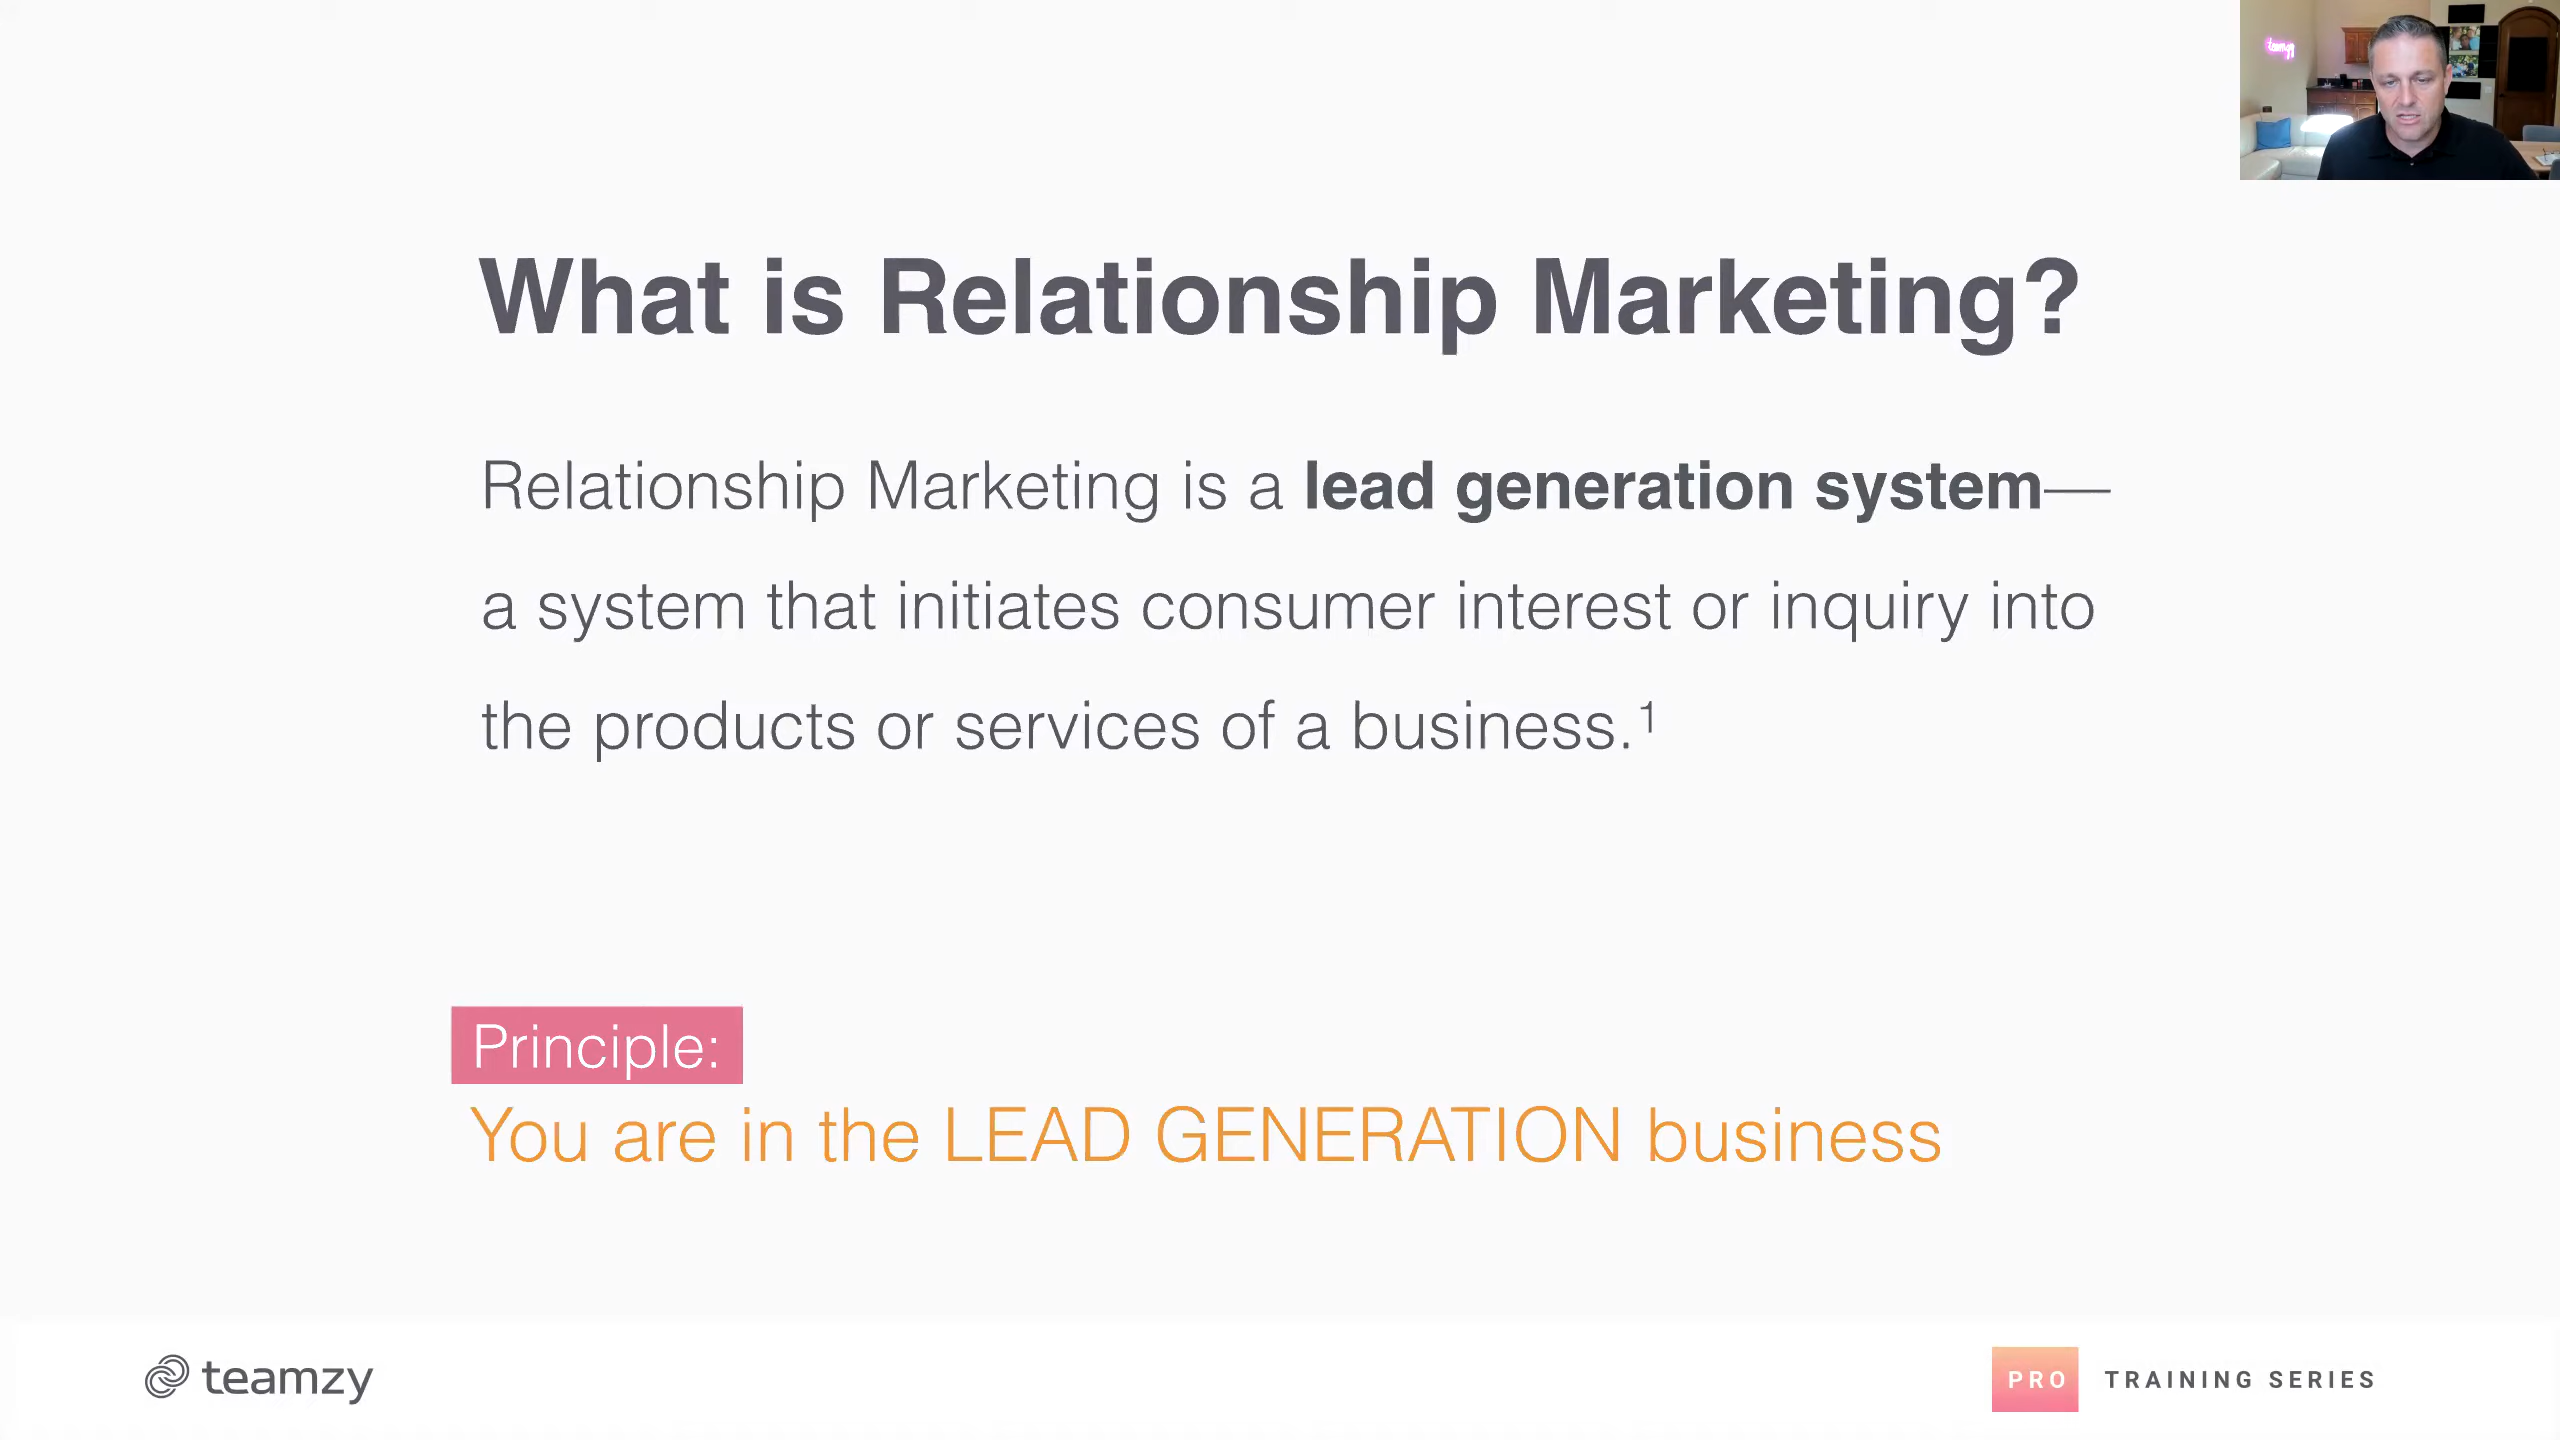 teamzy
What is Relationship Marketing?
Relationship Marketing is a lead generation system—
a system that initiates consumer interest or inquiry into
the products or services of a business.¹
Principle:
You are in the LEAD GENERATION business
teamzy
PRO TRAINING SERIES